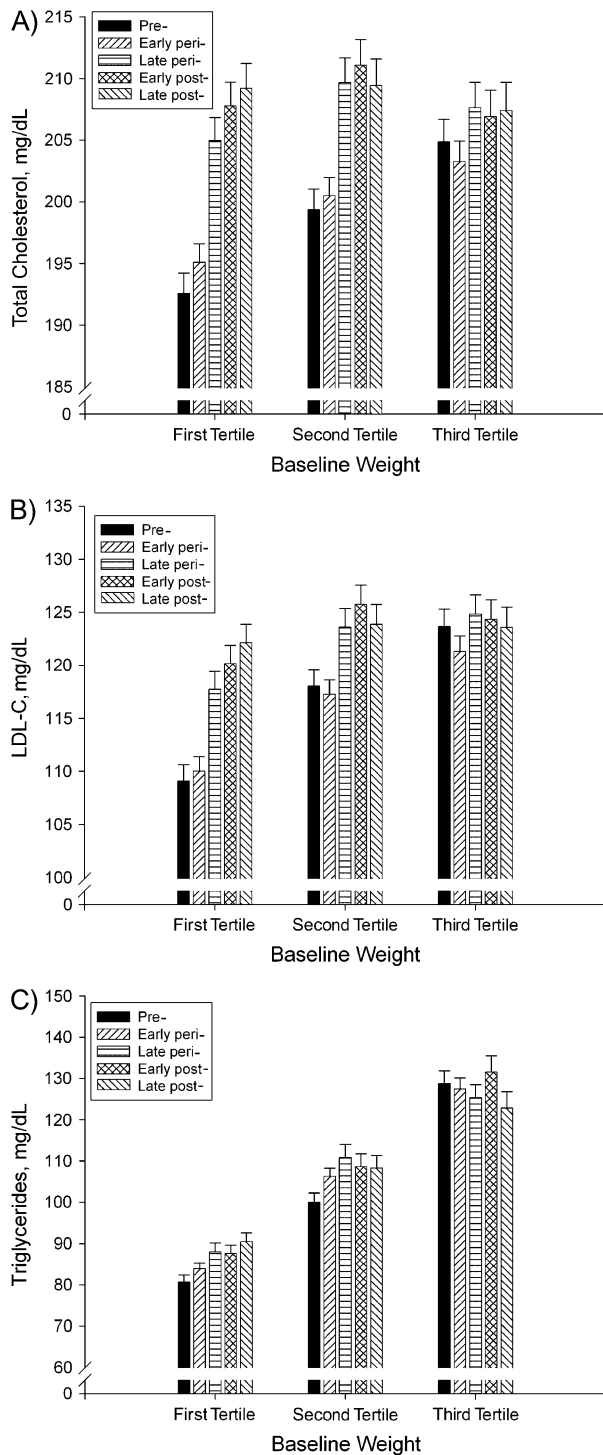 A)
Pre-
Early peri-
Late peri-
Early post-
Late post-
Total Cholesterol, mg/dL
215
210
205
200
195
190
185
0
First Tertile Second Tertile Third Tertile
Baseline Weight
B)
Pre-
Early peri-
Late peri-
Early post-
Late post-
LDL-C, mg/dL
135
130
125
120
115
110
105
100
0
First Tertile Second Tertile Third Tertile
Baseline Weight
C)
Pre-
Early peri-
Late peri-
Early post-
Late post-
Triglycerides, mg/dL
150
140
130
120
110
100
90
80
70
60
0
First Tertile Second Tertile Third Tertile
Baseline Weight